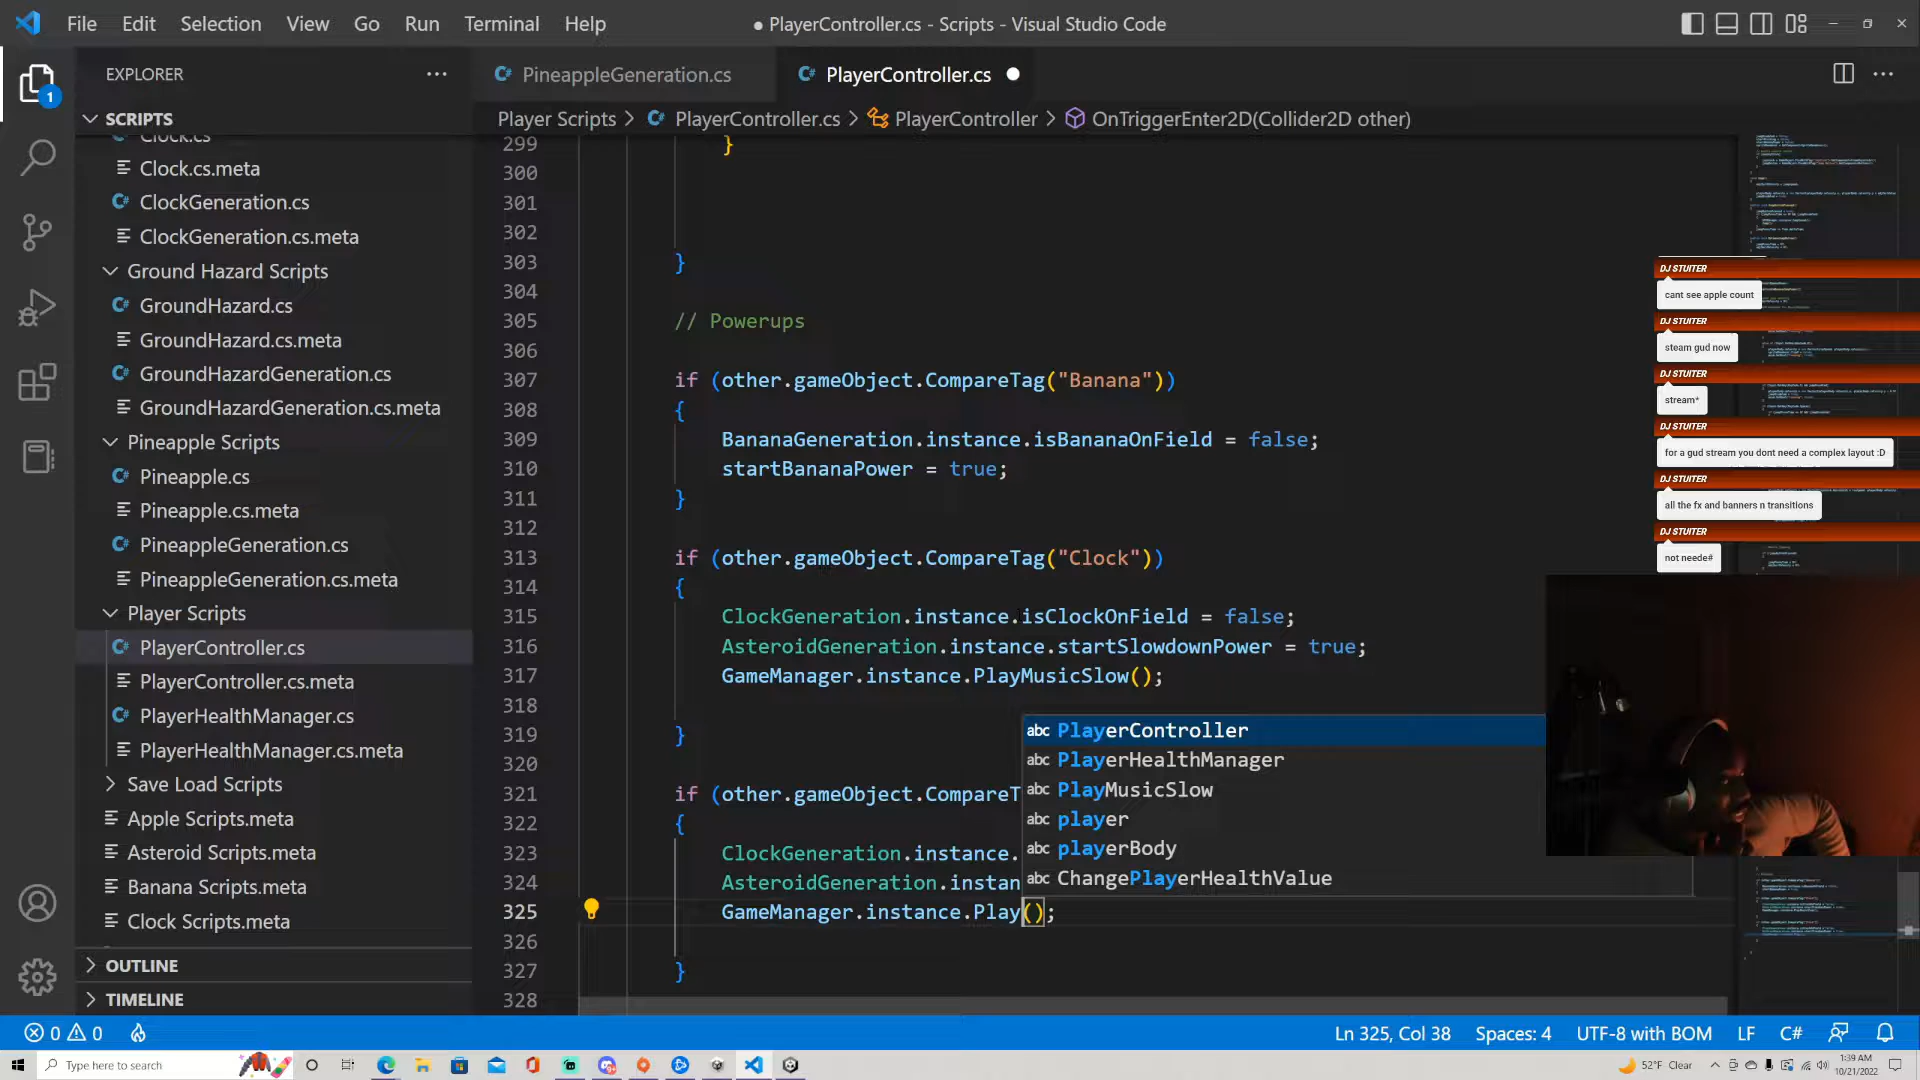 File Edit Selection View Go Run Terminal Help
● PlayerController.cs - Scripts - Visual Studio Code
EXPLORER
SCRIPTS
Clock.cs
Clock.cs.meta
ClockGeneration.cs
ClockGeneration.cs.meta
Ground Hazard Scripts
GroundHazard.cs
GroundHazard.cs.meta
GroundHazardGeneration.cs
GroundHazardGeneration.cs.meta
Pineapple Scripts
Pineapple.cs
Pineapple.cs.meta
PineappleGeneration.cs
PineappleGeneration.cs.meta
Player Scripts
PlayerController.cs
PlayerController.cs.meta
PlayerHealthManager.cs
PlayerHealthManager.cs.meta
Save Load Scripts
Apple Scripts.meta
Asteroid Scripts.meta
Banana Scripts.meta
Clock Scripts.meta
OUTLINE
TIMELINE
1
PineappleGeneration.cs
PlayerController.cs
Player Scripts > PlayerController.cs > PlayerController > OnTriggerEnter2D(Collider2D other)
299 }
300
301
302
303 }
304
305 // Powerups
306
307 if (other.gameObject.CompareTag("Banana"))
308 {
309 BananaGeneration.instance.isBananaOnField = false;
310 startBananaPower = true;
311 }
312
313 if (other.gameObject.CompareTag("Clock"))
314 {
315 ClockGeneration.instance.isClockOnField = false;
316 AsteroidGeneration.instance.startSlowdownPower = true;
317 GameManager.instance.PlayMusicSlow();
318
319 }
320
321 if (other.gameObject.CompareT
322 {
323 ClockGeneration.instance.
324 AsteroidGeneration.instan
325 GameManager.instance.Play();
326
327 }
328
abc PlayerController
abc PlayerHealthManager
abc PlayMusicSlow
abc player
abc playerBody
abc ChangePlayerHealthValue
DJ STUITER
cant see apple count
DJ STUITER
steam gud now
DJ STUITER
stream*
DJ STUITER
for a gud stream you dont need a complex layout :D
DJ STUITER
all the fx and banners n transitions
DJ STUITER
not neede#
0 0
Ln 325, Col 38 Spaces: 4 UTF-8 with BOM LF C#
Type here to search
52°F Clear
1:39 AM
10/21/2022